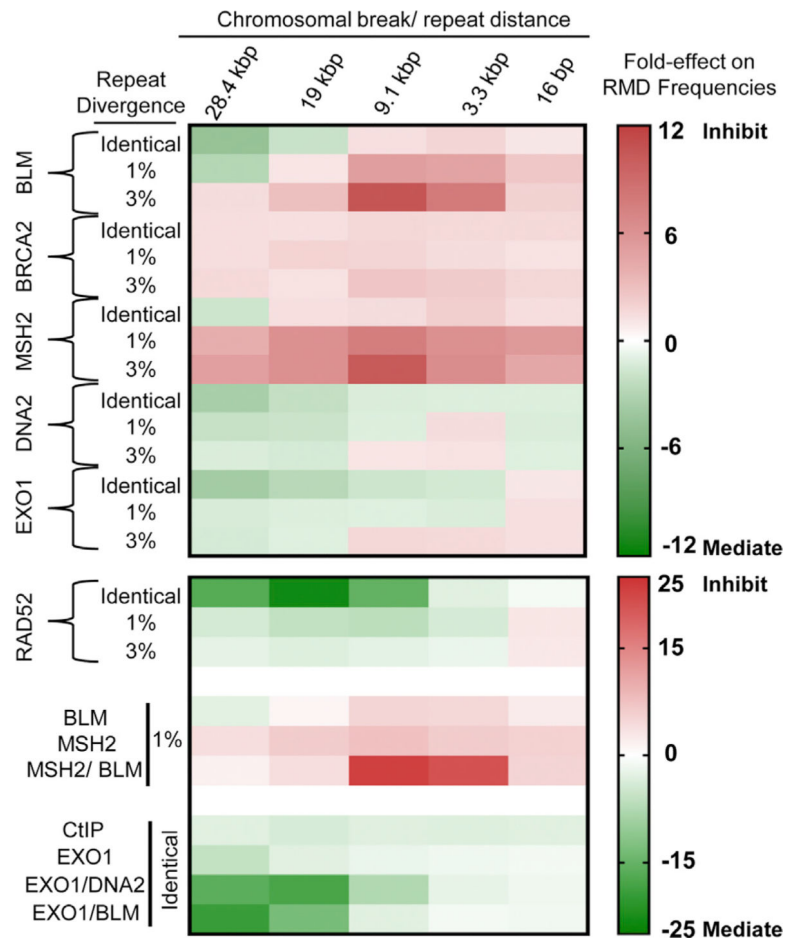 Chromosomal break/ repeat distance
Repeat
Divergence
28.4 kbp
19 kbp
9.1 kbp
3.3 kbp
16 bp
Fold-effect on
RMD Frequencies
BLM
Identical
1%
3%
BRCA2
Identical
1%
3%
MSH2
Identical
1%
3%
DNA2
Identical
1%
3%
EXO1
Identical
1%
3%
12 Inhibit
6
0
-6
-12 Mediate
RAD52
Identical
1%
3%
BLM
MSH2
MSH2/ BLM
1%
CtIP
EXO1
EXO1/DNA2
EXO1/BLM
Identical
25 Inhibit
15
0
-15
-25 Mediate